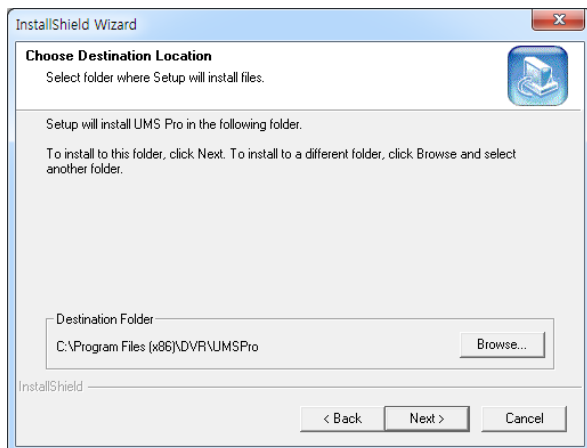 InstallShield Wizard
Choose Destination Location
Select folder where Setup will install files.
Setup will install UMS Pro in the following folder.
To install to this folder, click Next. To install to a different folder, click Browse and select
another folder.
Destination Folder
C:\Program Files (x86)\DVR\UMSPro
Browse...
InstallShield
< Back
Next >
Cancel